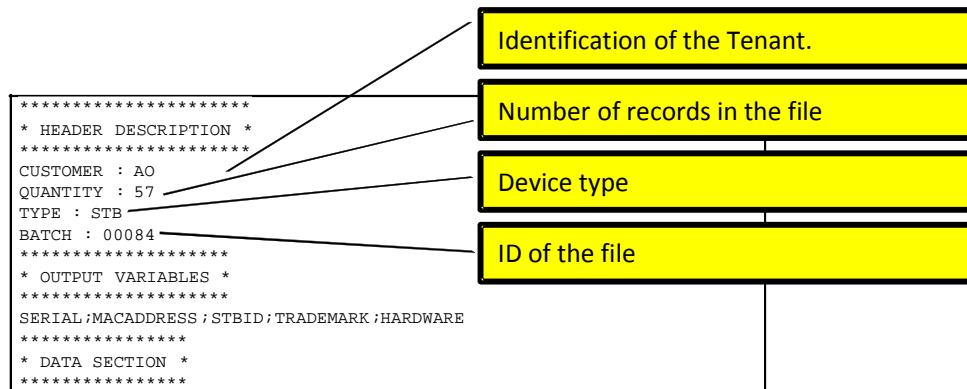 Identification of the Tenant.
Number of records in the file
Device type
ID of the file
**********************
* HEADER DESCRIPTION *
**********************
CUSTOMER : AO
QUANTITY : 57
TYPE : STB
BATCH : 00084
********************
* OUTPUT VARIABLES *
********************
SERIAL;MACADDRESS;STBID;TRADEMARK;HARDWARE
****************
* DATA SECTION *
****************